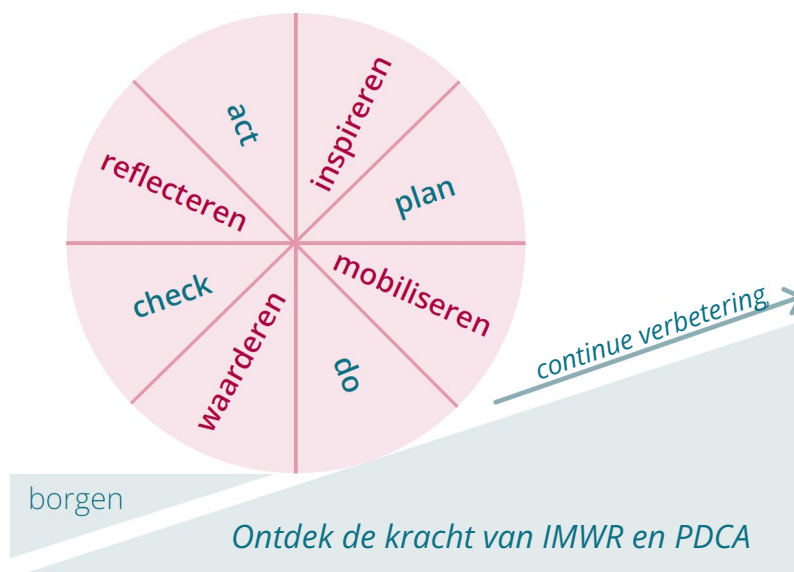 inspireren
plan
mobiliseren
do
waarderen
check
reflecteren
act
continue verbetering
borgen
Ontdek de kracht van IMWR en PDCA